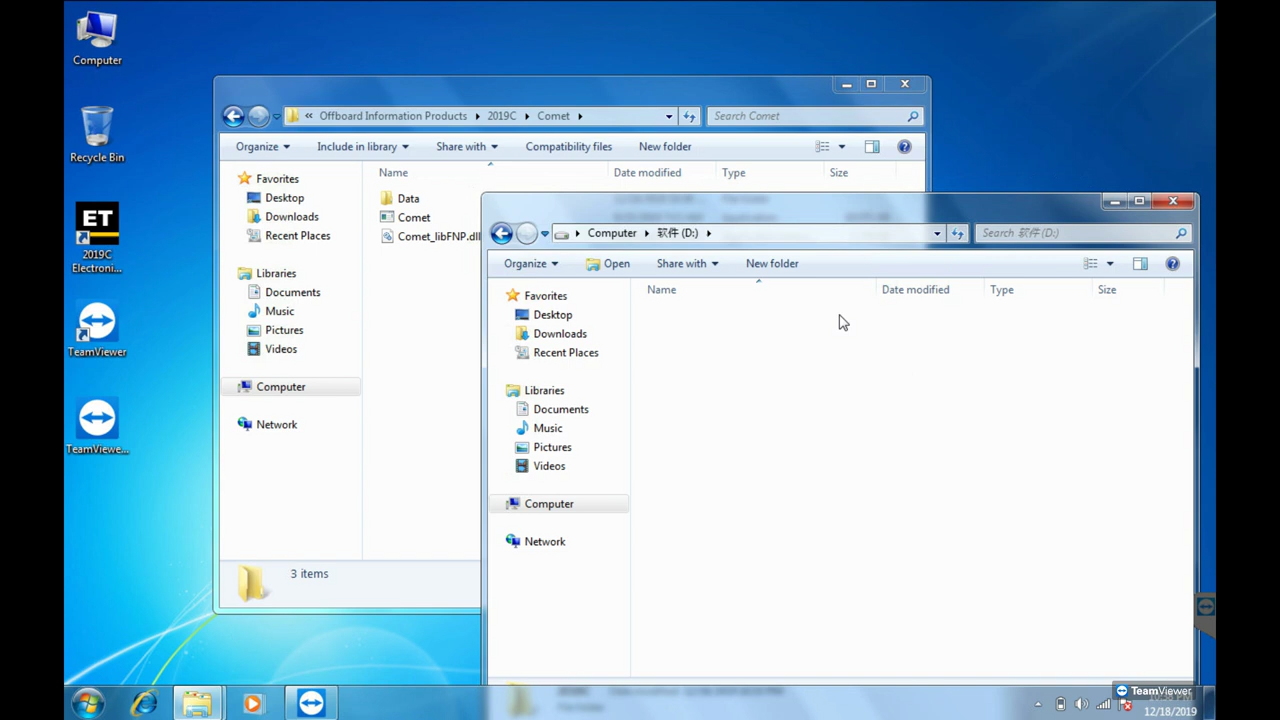 Computer
Recycle Bin
ET
2019C
Electroni...
TeamViewer
TeamViewe...
« Offboard Information Products 2019C Comet
Search Comet
Organize Include in library Share with Compatibility files New folder
Name Date modified Type Size
Favorites
Desktop
Downloads
Recent Places
Libraries
Documents
Music
Pictures
Videos
Computer
Network
Data
Comet
Comet_libFNP.dll
3 items
Computer 软件 (D:)
Search 软件 (D:)
Organize Open Share with New folder
Name Date modified Type Size
Favorites
Desktop
Downloads
Recent Places
Libraries
Documents
Music
Pictures
Videos
Computer
Network
TeamViewer
12/18/2019